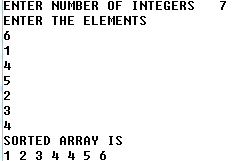 ENTER NUMBER OF INTEGERS 7
ENTER THE ELEMENTS
6
1
4
5
2
3
4
SORTED ARRAY IS
1 2 3 4 4 5 6